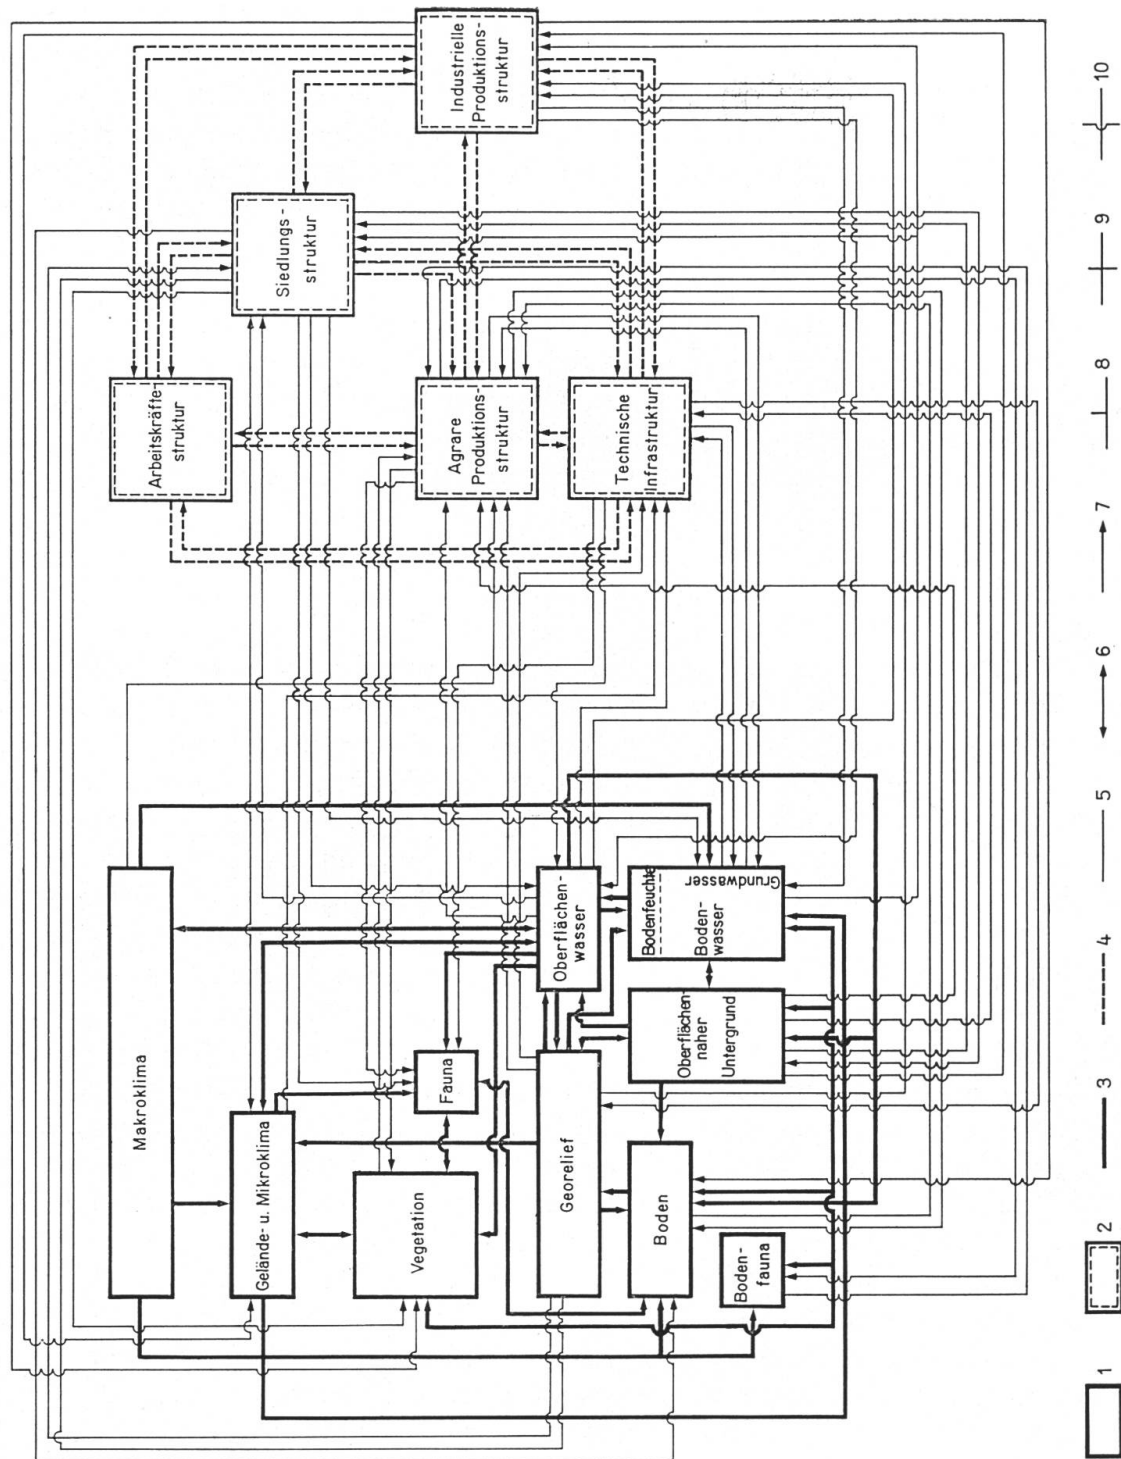 Makroklima
Gelände- u. Mikroklima
Vegetation
Fauna
Georelief
Boden
Boden-
fauna
Oberflächen-
naher
Untergrund
Oberflächen-
wasser
Bodenfeuchte
Boden-
wasser
Grundwasser
Arbeitskräfte-
struktur
Siedlungs-
struktur
Agrare
Produktions-
struktur
Technische
Infrastruktur
Industrielle
Produktions-
struktur
1
2
3
4
5
6
7
8
9
10